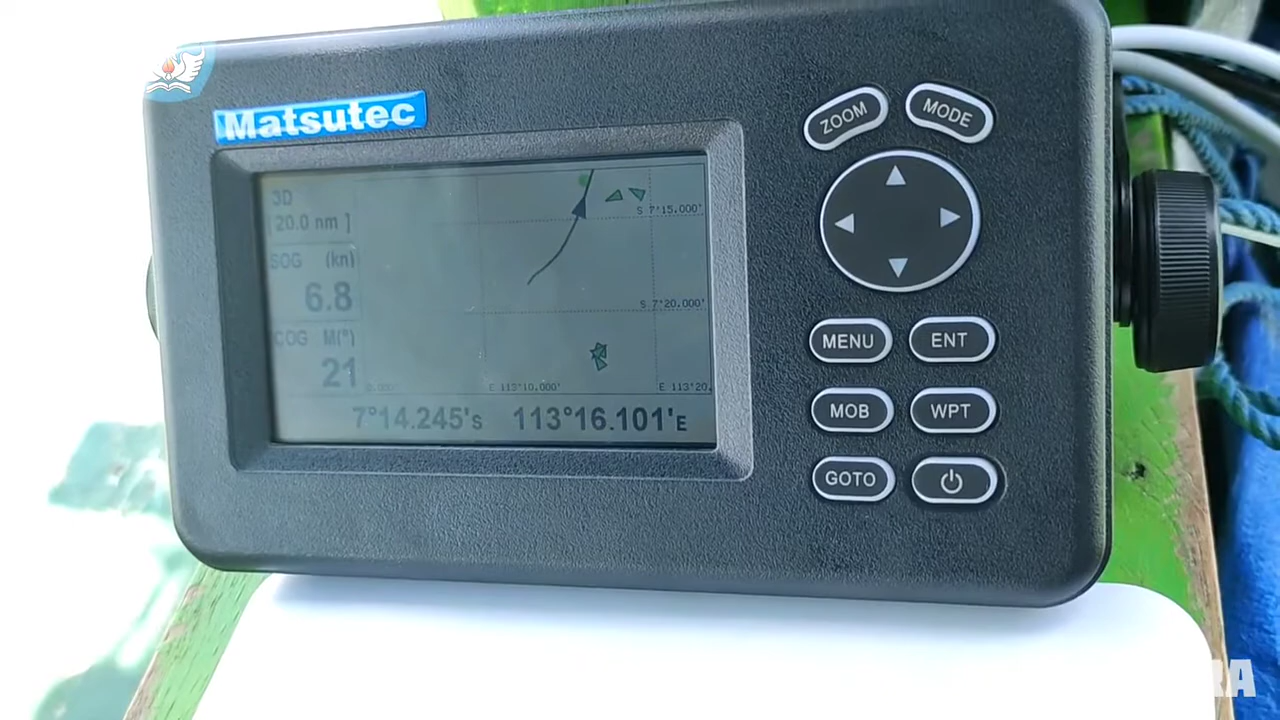 Matsutec
ZOOM
MODE
3D
[20.0 nm ]
SOG (kn)
6.8
COG M(°)
21
S 7°15.000'
S 7°20.000'
E 113°10.000'
E 113°20.
7°14.245's 113°16.101'E
MENU
ENT
MOB
WPT
GOTO